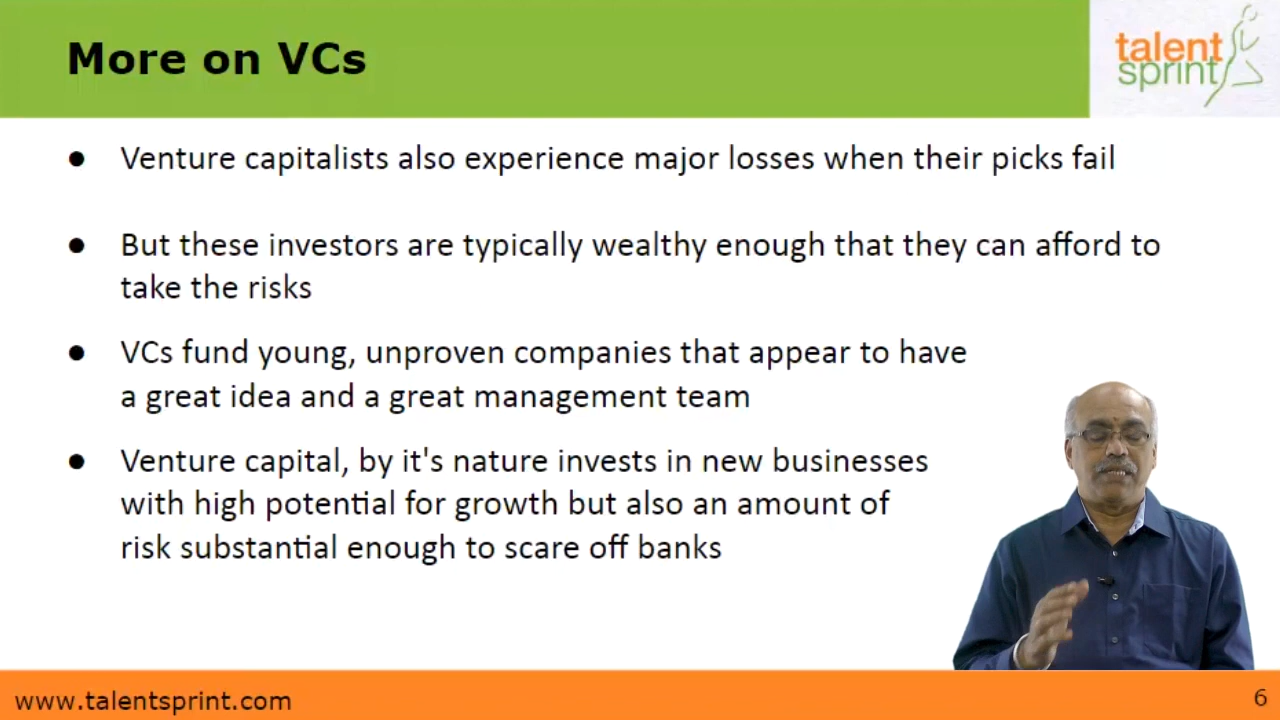 More on VCs
talent
sprint
● Venture capitalists also experience major losses when their picks fail
● But these investors are typically wealthy enough that they can afford to
take the risks
● VCs fund young, unproven companies that appear to have
a great idea and a great management team
● Venture capital, by it's nature invests in new businesses
with high potential for growth but also an amount of
risk substantial enough to scare off banks
www.talentsprint.com
6